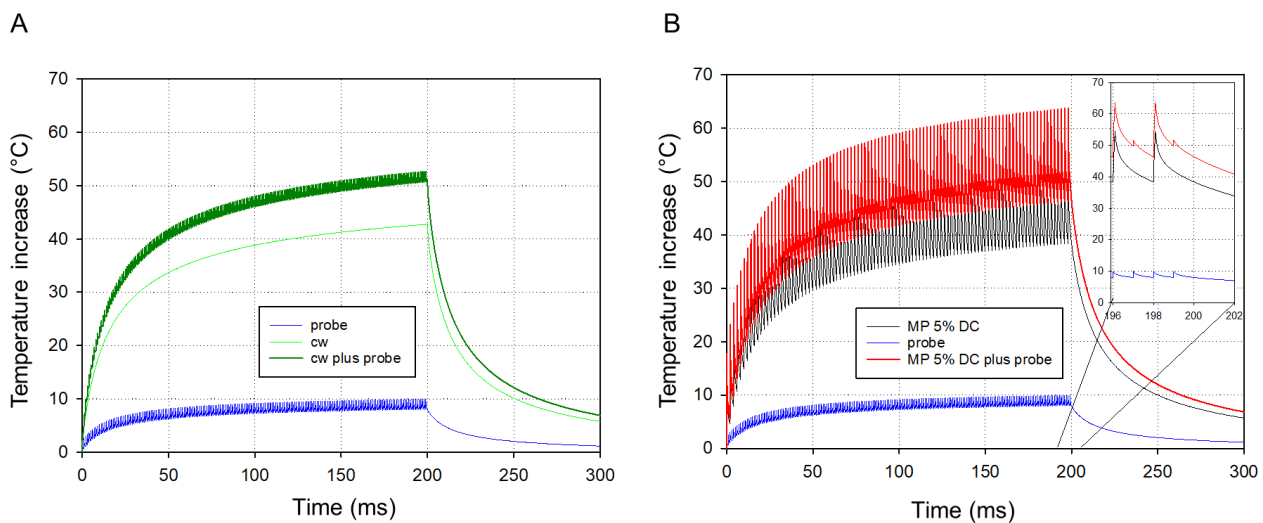 A
B
Temperature increase (°C)
70
60
50
40
30
20
10
0
probe
cw
cw plus probe
0 50 100 150 200 250 300
Time (ms)
Temperature increase (°C)
70
60
50
40
30
20
10
0
MP 5% DC
probe
MP 5% DC plus probe
0 50 100 150 200 250 300
Time (ms)
70
60
50
40
30
20
10
0
196 198 200 202